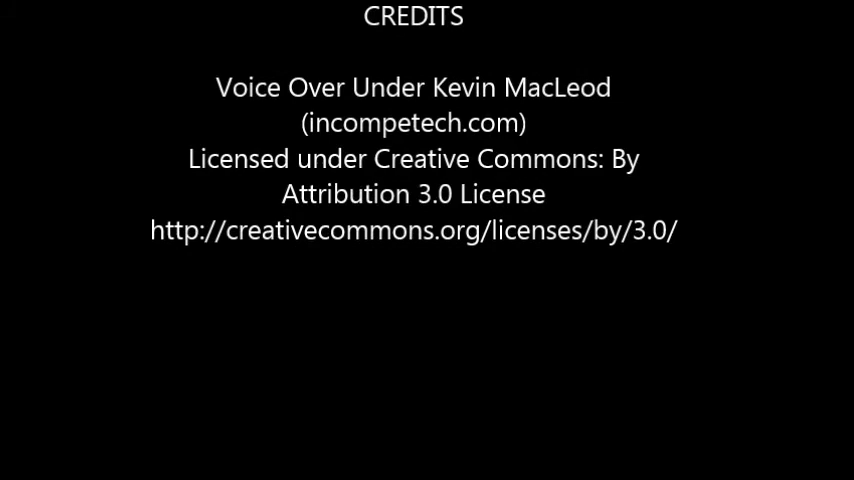 CREDITS
Voice Over Under Kevin MacLeod
(incompetech.com)
Licensed under Creative Commons: By
Attribution 3.0 License
http://creativecommons.org/licenses/by/3.0/